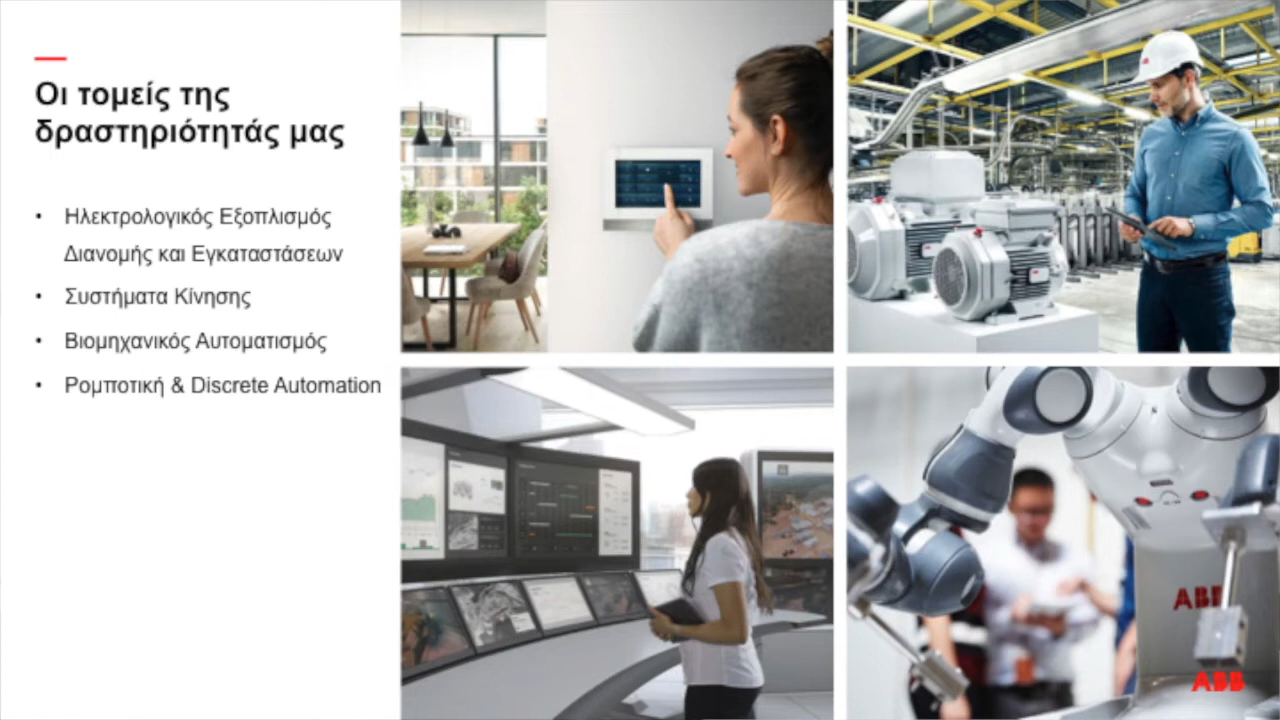 Οι τομείς της
δραστηριότητάς μας
• Ηλεκτρολογικός Εξοπλισμός
Διανομής και Εγκαταστάσεων
• Συστήματα Κίνησης
• Βιομηχανικός Αυτοματισμός
• Ρομποτική & Discrete Automation
ABB
ABB